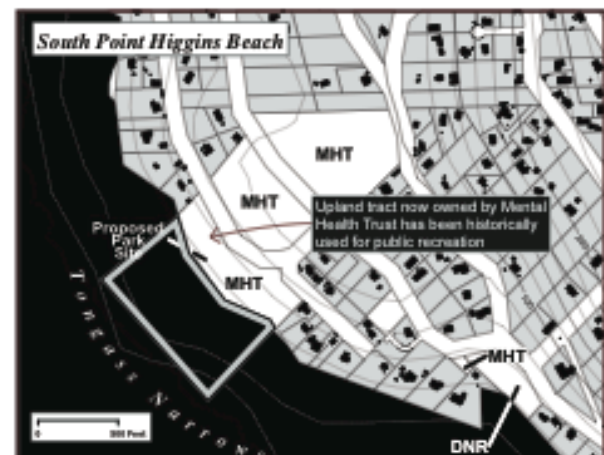 South Point Higgins Beach
MHT
MHT
Upland tract now owned by Mental
Health Trust has been historically
used for public recreation
Proposed
Park
Site
MHT
Tongass Narrows
MHT
0
500 Feet
DNR